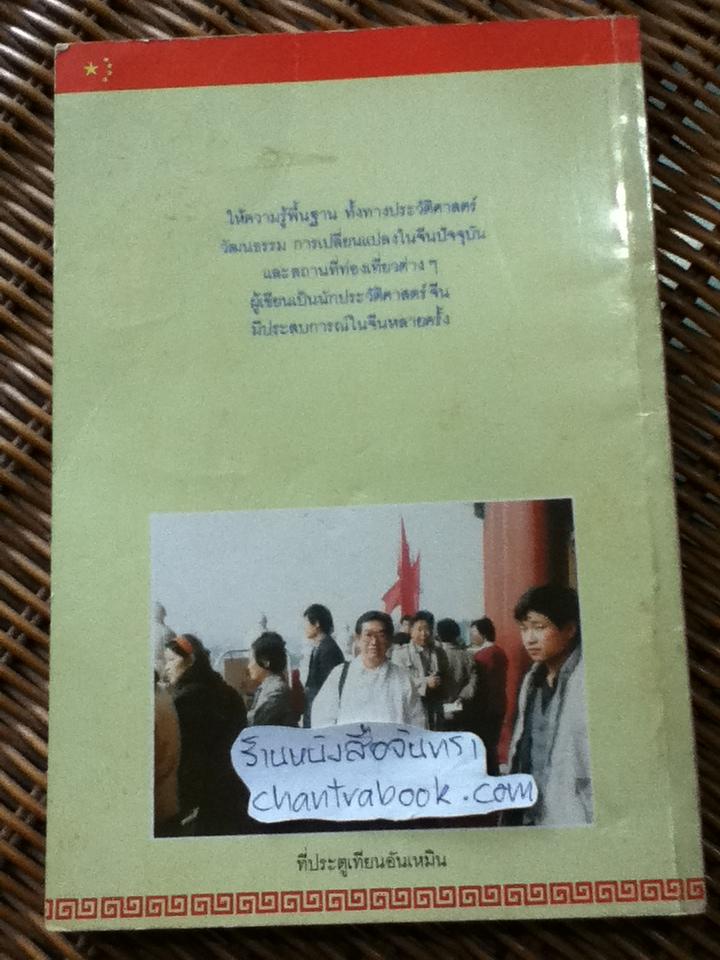 ให้ความรู้พื้นฐาน ทั้งทางประวัติศาสตร์
วัฒนธรรม การเปลี่ยนแปลงในจีนปัจจุบัน
และสถานที่ท่องเที่ยวต่าง ๆ
ผู้เขียนเป็นนักประวัติศาสตร์จีน
มีประสบการณ์ในจีนหลายครั้ง
ร้านหนังสือจันทรา
chantrabook.com
ที่ประตูเทียนอันเหมิน